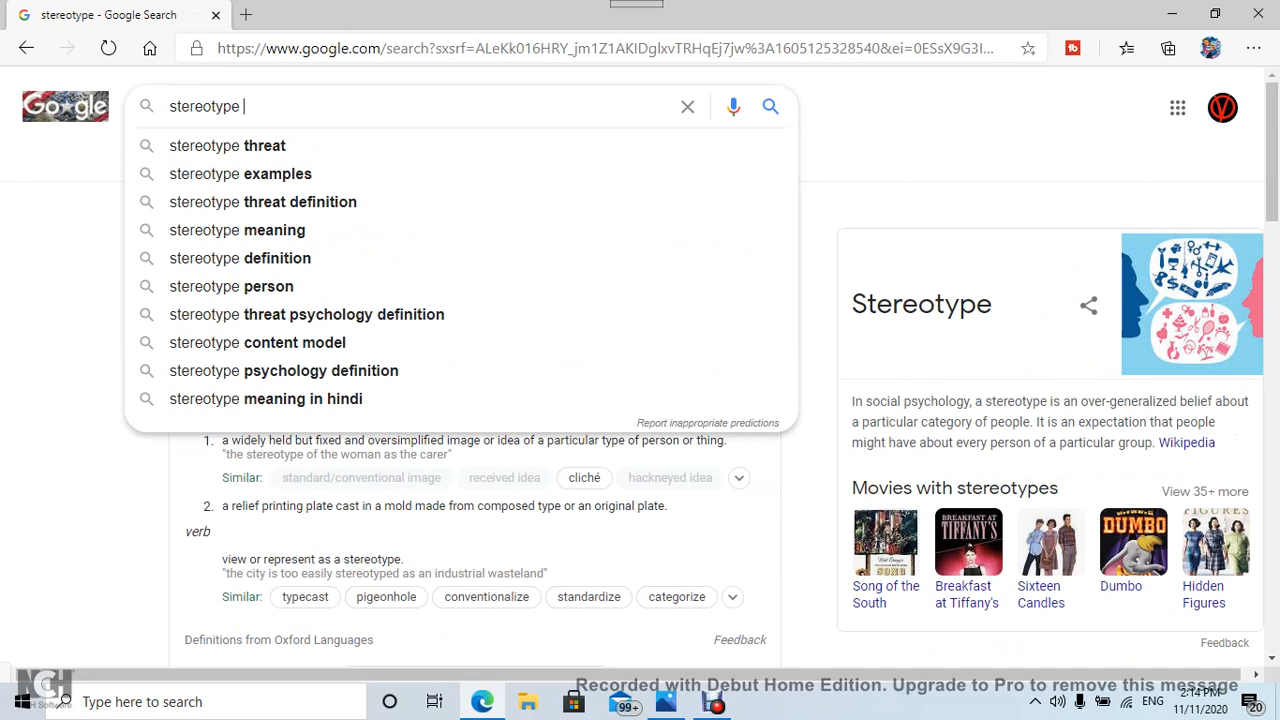 stereotype - Google Search
https://www.google.com/search?sxsrf=ALeKk016HRY_jm1Z1AKIDgIxvTRHqEj7jw%3A1605125328540&ei=0ESsX9G3I...
Google
stereotype
stereotype threat
stereotype examples
stereotype threat definition
stereotype meaning
stereotype definition
stereotype person
stereotype threat psychology definition
stereotype content model
stereotype psychology definition
stereotype meaning in hindi
Report inappropriate predictions
1. a widely held but fixed and oversimplified image or idea of a particular type of person or thing.
"the stereotype of the woman as the carer"
Similar: standard/conventional image received idea cliché hackneyed idea
2. a relief printing plate cast in a mold made from composed type or an original plate.
verb
view or represent as a stereotype.
"the city is too easily stereotyped as an industrial wasteland"
Similar: typecast pigeonhole conventionalize standardize categorize
Definitions from Oxford Languages Feedback
Stereotype
In social psychology, a stereotype is an over-generalized belief about
a particular category of people. It is an expectation that people
might have about every person of a particular group. Wikipedia
Movies with stereotypes View 35+ more
SONG
BREAKFAST AT
TIFFANY'S
DUMBO
FIGURES
Song of the South
Breakfast at Tiffany's
Sixteen Candles
Dumbo
Hidden Figures
Feedback
NCH Software
Recorded with Debut Home Edition. Upgrade to Pro to remove this message
Type here to search
99+
ENG
2:14 PM
11/11/2020
20